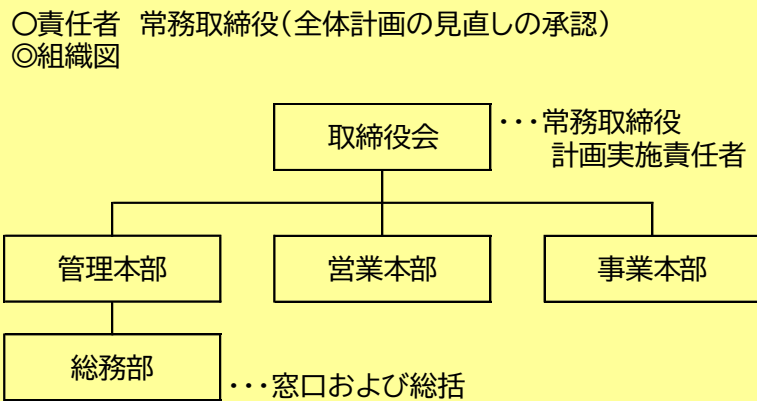 〇責任者　常務取締役（全体計画の見直しの承認）
◎組織図
取締役会
・・・常務取締役
計画実施責任者
管理本部
営業本部
事業本部
総務部
・・・窓口および総括